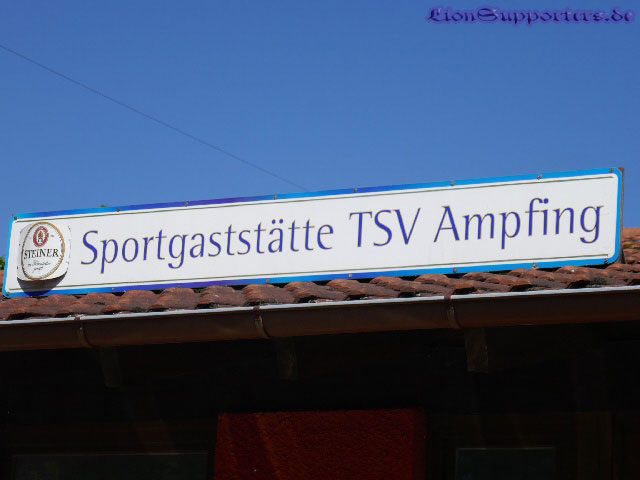 LionSupporters.de
Sportgaststätte TSV Ampfing
STEINER